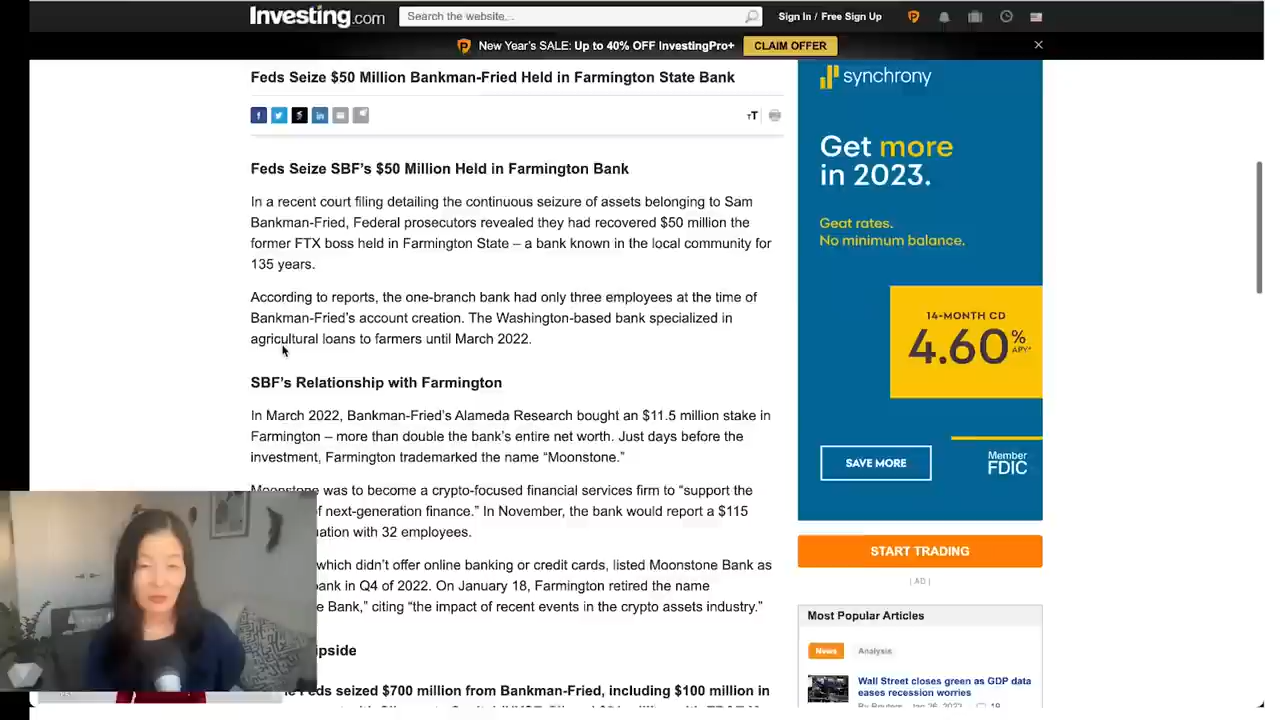 Investing.com
Search the website...
Sign In / Free Sign Up
New Year's SALE: Up to 40% OFF InvestingPro+
CLAIM OFFER
Feds Seize $50 Million Bankman-Fried Held in Farmington State Bank
Feds Seize SBF's $50 Million Held in Farmington Bank
In a recent court filing detailing the continuous seizure of assets belonging to Sam
Bankman-Fried, Federal prosecutors revealed they had recovered $50 million the
former FTX boss held in Farmington State – a bank known in the local community for
135 years.
According to reports, the one-branch bank had only three employees at the time of
Bankman-Fried's account creation. The Washington-based bank specialized in
agricultural loans to farmers until March 2022.
SBF's Relationship with Farmington
In March 2022, Bankman-Fried's Alameda Research bought an $11.5 million stake in
Farmington – more than double the bank's entire net worth. Just days before the
investment, Farmington trademarked the name “Moonstone.”
Moonstone was to become a crypto-focused financial services firm to “support the
of next-generation finance.” In November, the bank would report a $115
with 32 employees.
which didn't offer online banking or credit cards, listed Moonstone Bank as
bank in Q4 of 2022. On January 18, Farmington retired the name
Bank,” citing “the impact of recent events in the crypto assets industry.”
Feds seized $700 million from Bankman-Fried, including $100 million in
synchrony
Get more
in 2023.
Geat rates.
No minimum balance.
14-MONTH CD
4.60% APY*
SAVE MORE
Member
FDIC
START TRADING
[ AD ]
Most Popular Articles
News
Analysis
Wall Street closes green as GDP data
eases recession worries